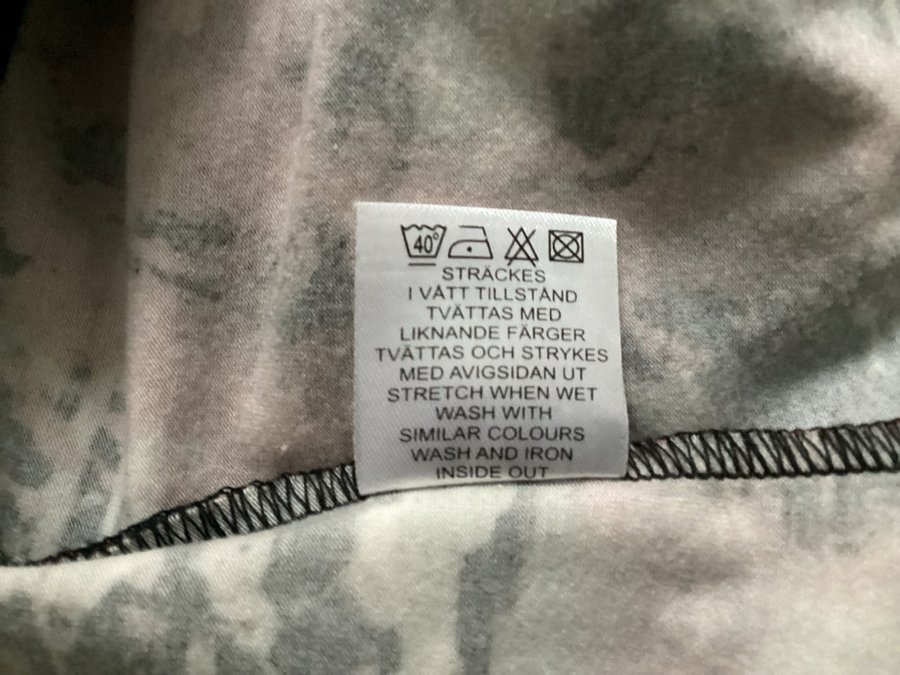 40°
STRÄCKES
I VÅTT TILLSTÅND
TVÄTTAS MED
LIKNANDE FÄRGER
TVÄTTAS OCH STRYKES
MED AVIGSIDAN UT
STRETCH WHEN WET
WASH WITH
SIMILAR COLOURS
WASH AND IRON
INSIDE OUT